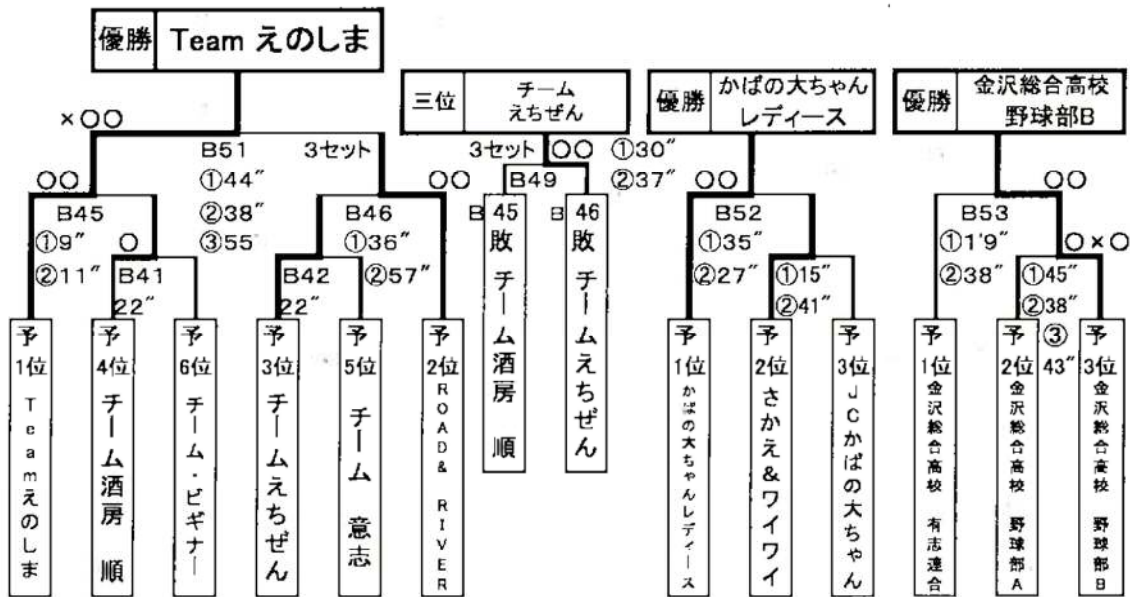 優勝 Team えのしま
三位 チーム
えちぜん
優勝 かばの大ちゃん
レディース
優勝 金沢総合高校
野球部B
×○○
B51 3セット
①44″
②38″
③55
○○
B45
①9″
②11″
○
B41
22″
B46
①36″
②57″
B42
22″
○○
3セット ○○ ①30″
②37″
B49
B 45 敗 チーム酒房 順
B 46 敗 チームえちぜん
○○
B52
①35″
②27″
①15″
②41″
○○
B53
①1'9″
②38″
○×○
①45″
②38″
③
43″
予 1位 Teamえのしま
予 4位 チーム酒房 順
予 6位 チーム・ビギナー
予 3位 チームえちぜん
予 5位 チーム 意志
予 2位 ROAD& RIVER
予 1位 かばの大ちゃんレディース
予 2位 さかえ&ワイワイ
予 3位 JCかばの大ちゃん
予 1位 金沢総合高校 有志連合
予 2位 金沢総合高校 野球部A
予 3位 金沢総合高校 野球部B